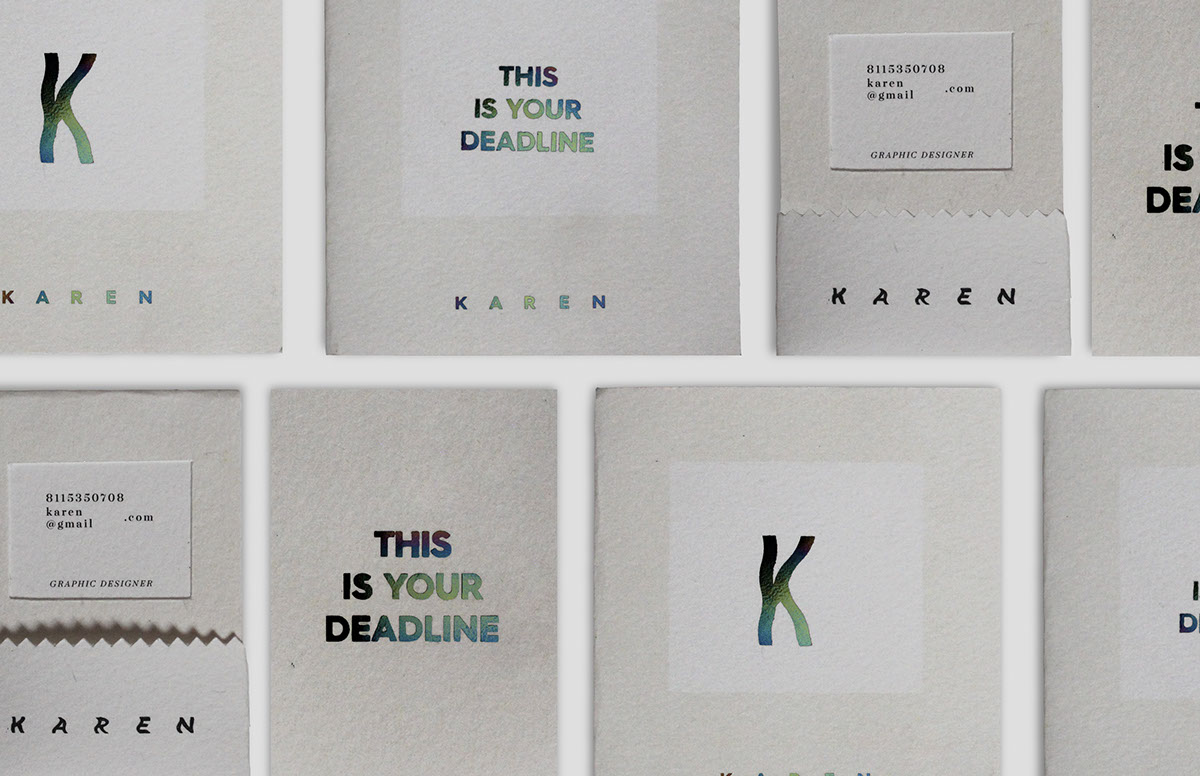 K
KAREN
THIS
IS YOUR
DEADLINE
KAREN
8115350708
karen
@gmail .com
GRAPHIC DESIGNER
KAREN
IS
8115350708
karen
@gmail .com
GRAPHIC DESIGNER
KAREN
THIS
IS YOUR
DEADLINE
K